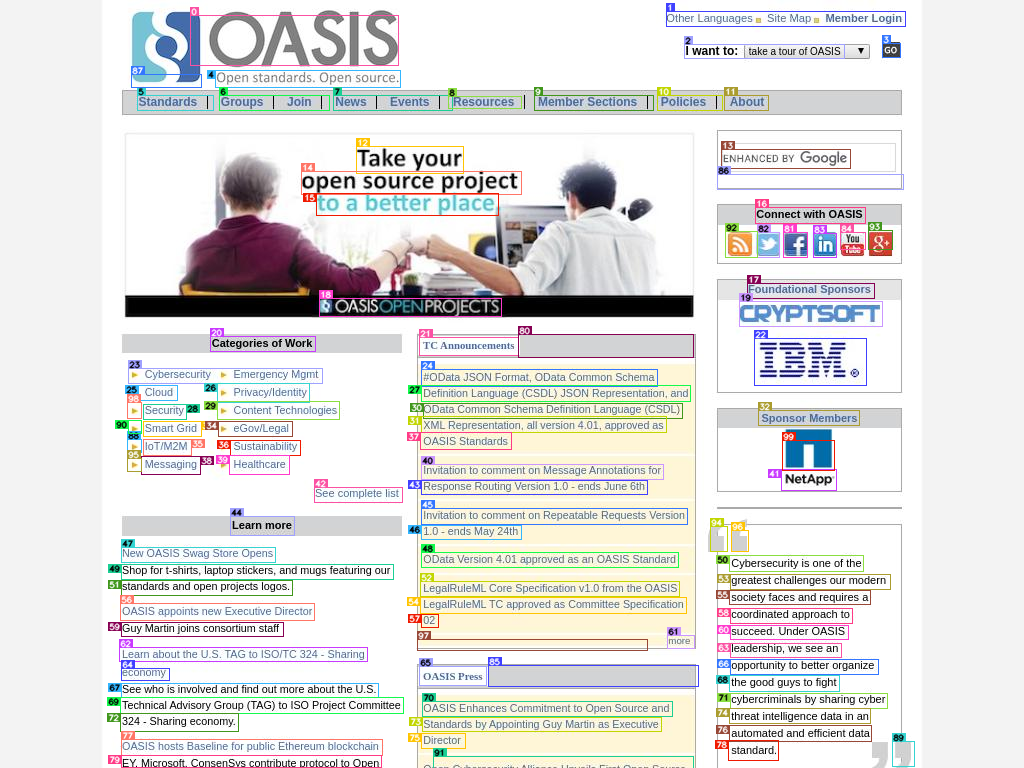 OASIS
Open standards. Open source.
Other Languages Site Map Member Login
I want to: take a tour of OASIS GO
Standards Groups Join News Events Resources Member Sections Policies About
Take your
open source project
to a better place.
OASIS OPEN PROJECTS
ENHANCED BY Google
Connect with OASIS
You Tube
Foundational Sponsors
CRYPTSOFT
IBM
Sponsor Members
NetApp
Categories of Work
Cybersecurity Emergency Mgmt
Cloud Privacy/Identity
Security Content Technologies
Smart Grid eGov/Legal
IoT/M2M Sustainability
Messaging Healthcare
See complete list
Learn more
New OASIS Swag Store Opens
Shop for t-shirts, laptop stickers, and mugs featuring our
standards and open projects logos.
OASIS appoints new Executive Director
Guy Martin joins consortium staff
Learn about the U.S. TAG to ISO/TC 324 - Sharing
economy
See who is involved and find out more about the U.S.
Technical Advisory Group (TAG) to ISO Project Committee
324 - Sharing economy.
OASIS hosts Baseline for public Ethereum blockchain
EY, Microsoft, ConsenSys contribute protocol to Open
TC Announcements
#OData JSON Format, OData Common Schema
Definition Language (CSDL) JSON Representation, and
OData Common Schema Definition Language (CSDL)
XML Representation, all version 4.01, approved as
OASIS Standards
Invitation to comment on Message Annotations for
Response Routing Version 1.0 - ends June 6th
Invitation to comment on Repeatable Requests Version
1.0 - ends May 24th
OData Version 4.01 approved as an OASIS Standard
LegalRuleML Core Specification v1.0 from the OASIS
LegalRuleML TC approved as Committee Specification
02
more
OASIS Press
OASIS Enhances Commitment to Open Source and
Standards by Appointing Guy Martin as Executive
Director
Open Cybersecurity Alliance Unveils First Open Source
Cybersecurity is one of the
greatest challenges our modern
society faces and requires a
coordinated approach to
succeed. Under OASIS
leadership, we see an
opportunity to better organize
the good guys to fight
cybercriminals by sharing cyber
threat intelligence data in an
automated and efficient data
standard.